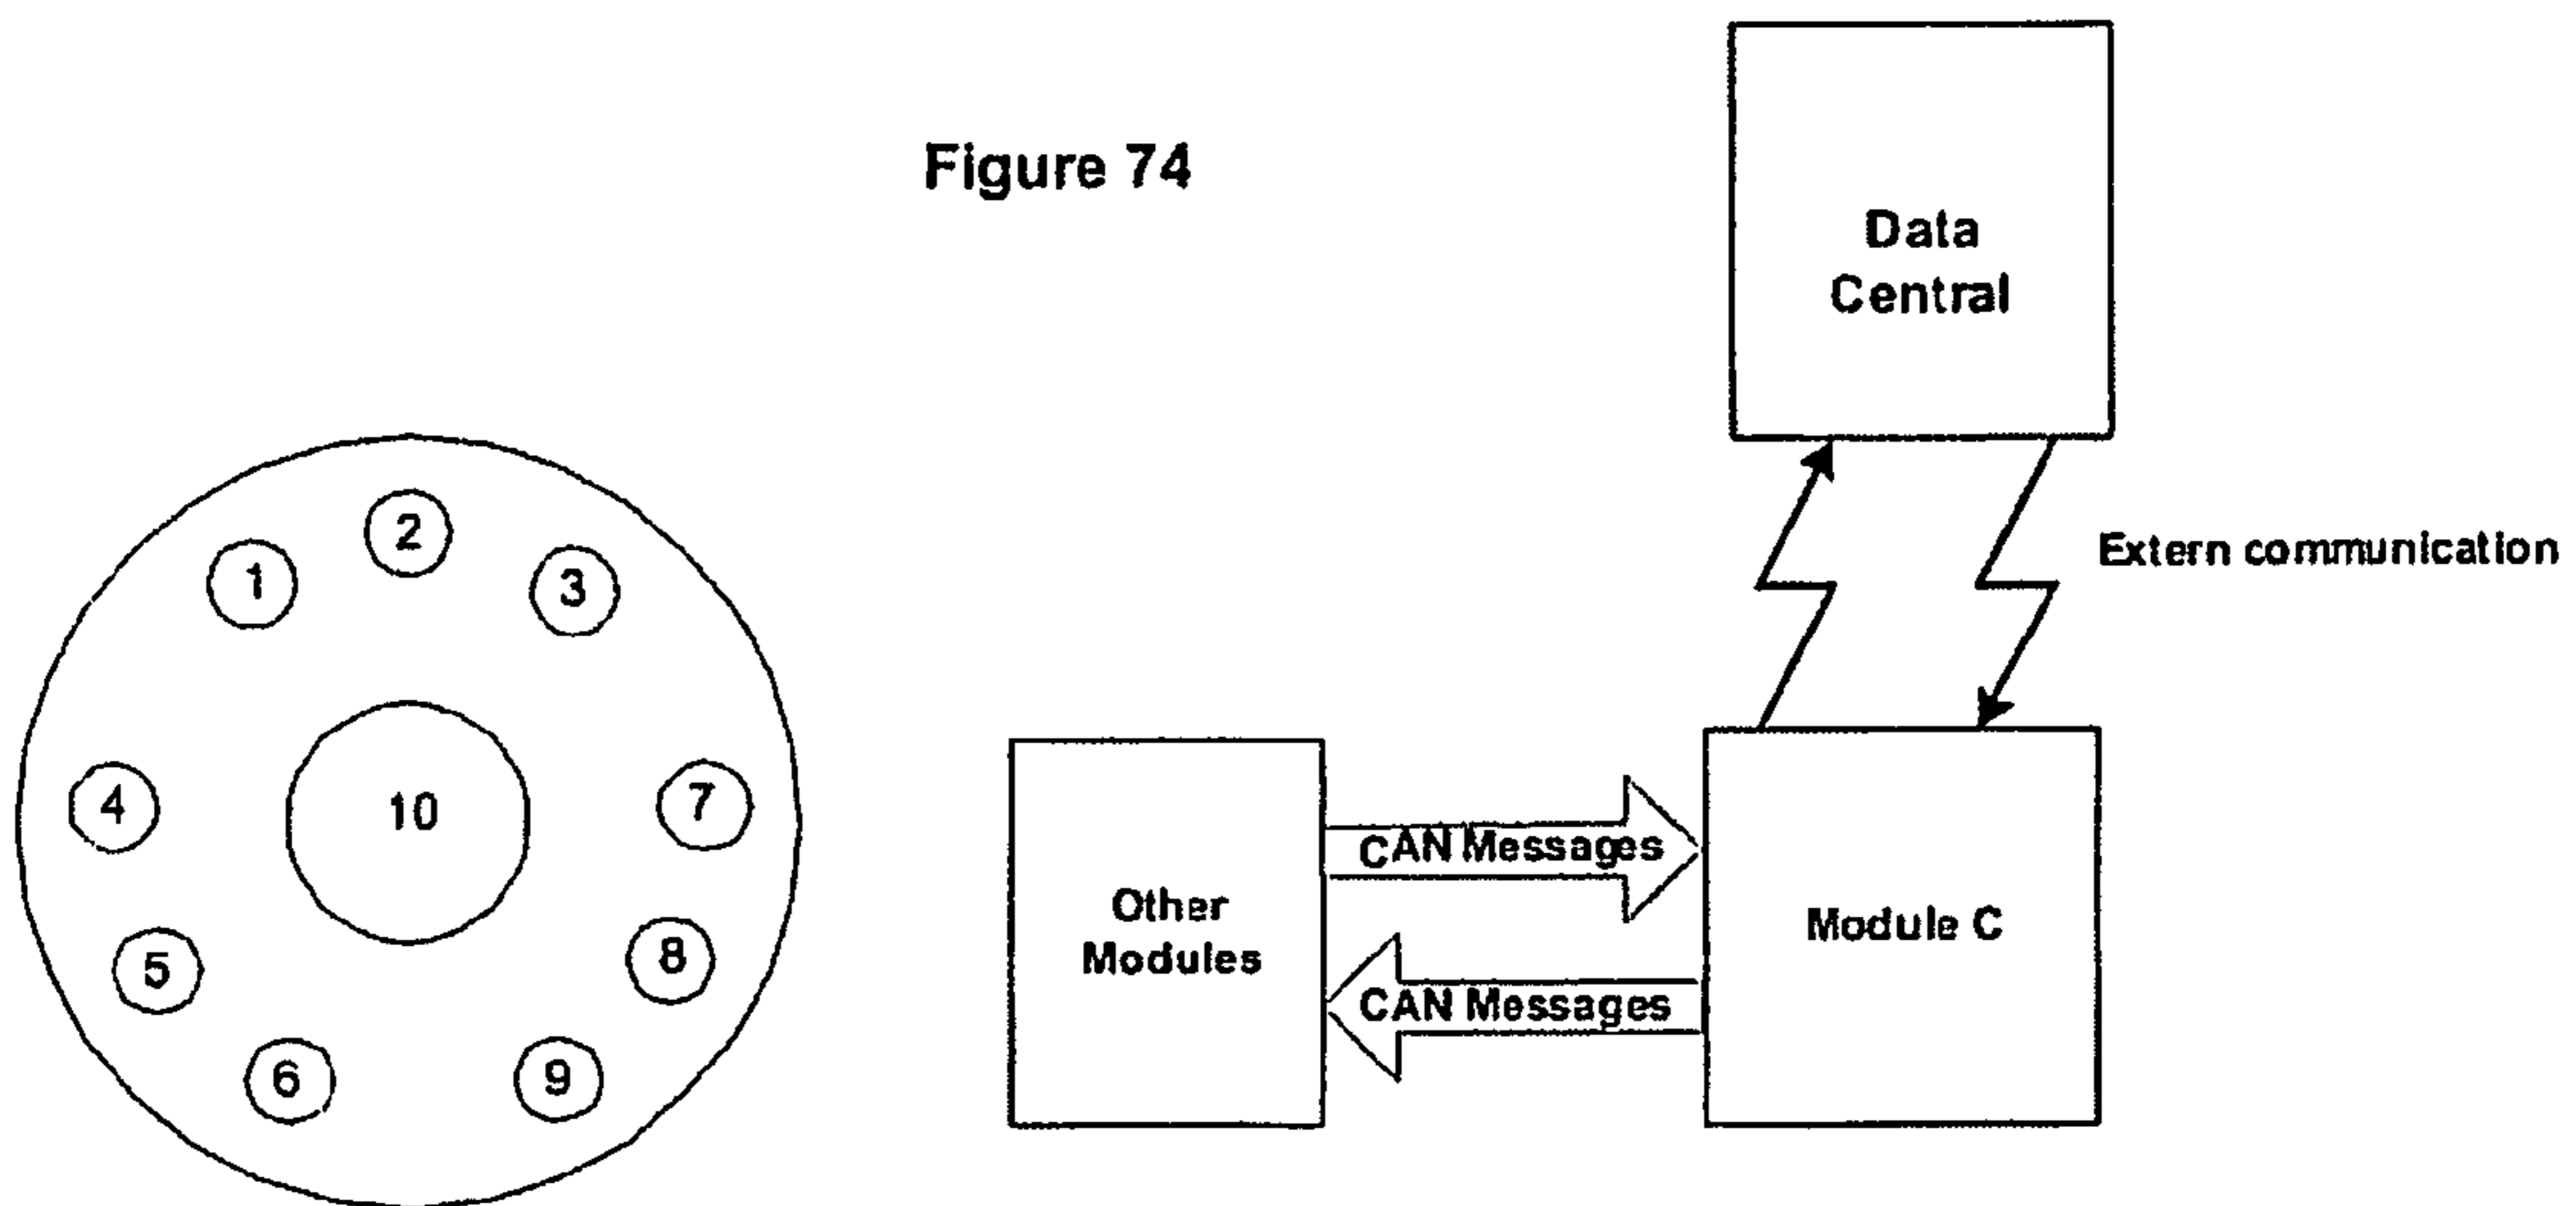 Figure 74
Data
Central
Extern communication
1
2
3
4
10
7
5
8
6
9
Other
Modules
CAN Messages
CAN Messages
Module C